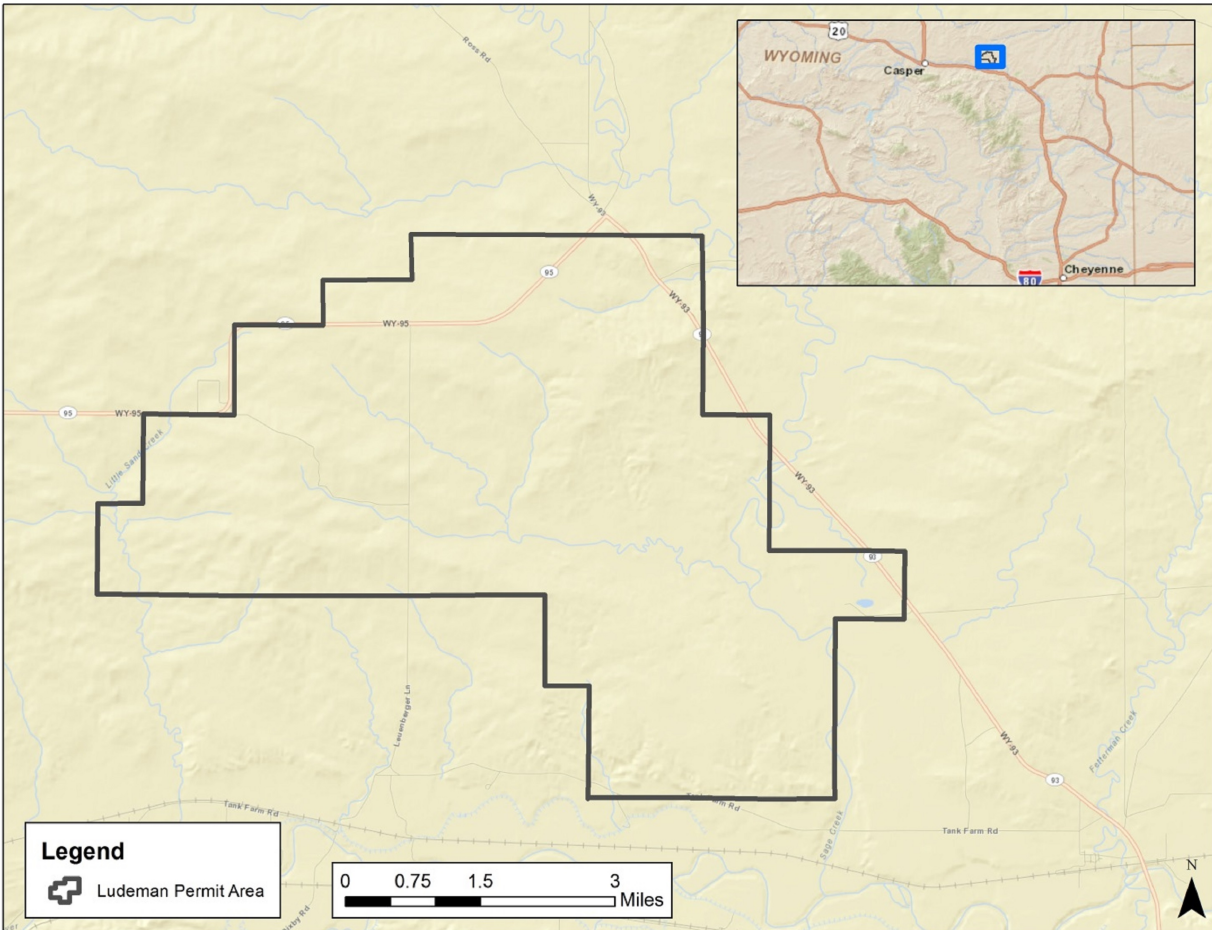 Ross Rd
20
WYOMING
Casper
Cheyenne
80
WY-93
95
WY-93
WY-95
95
WY-95
Little Sand Creek
WY-93
93
Leuenberger Ln
Fetterman Creek
WY-93
93
Tank Farm Rd
Tank Farm Rd
Sage Creek
Tank Farm Rd
Legend
Ludeman Permit Area
0 0.75 1.5 3
Miles
N